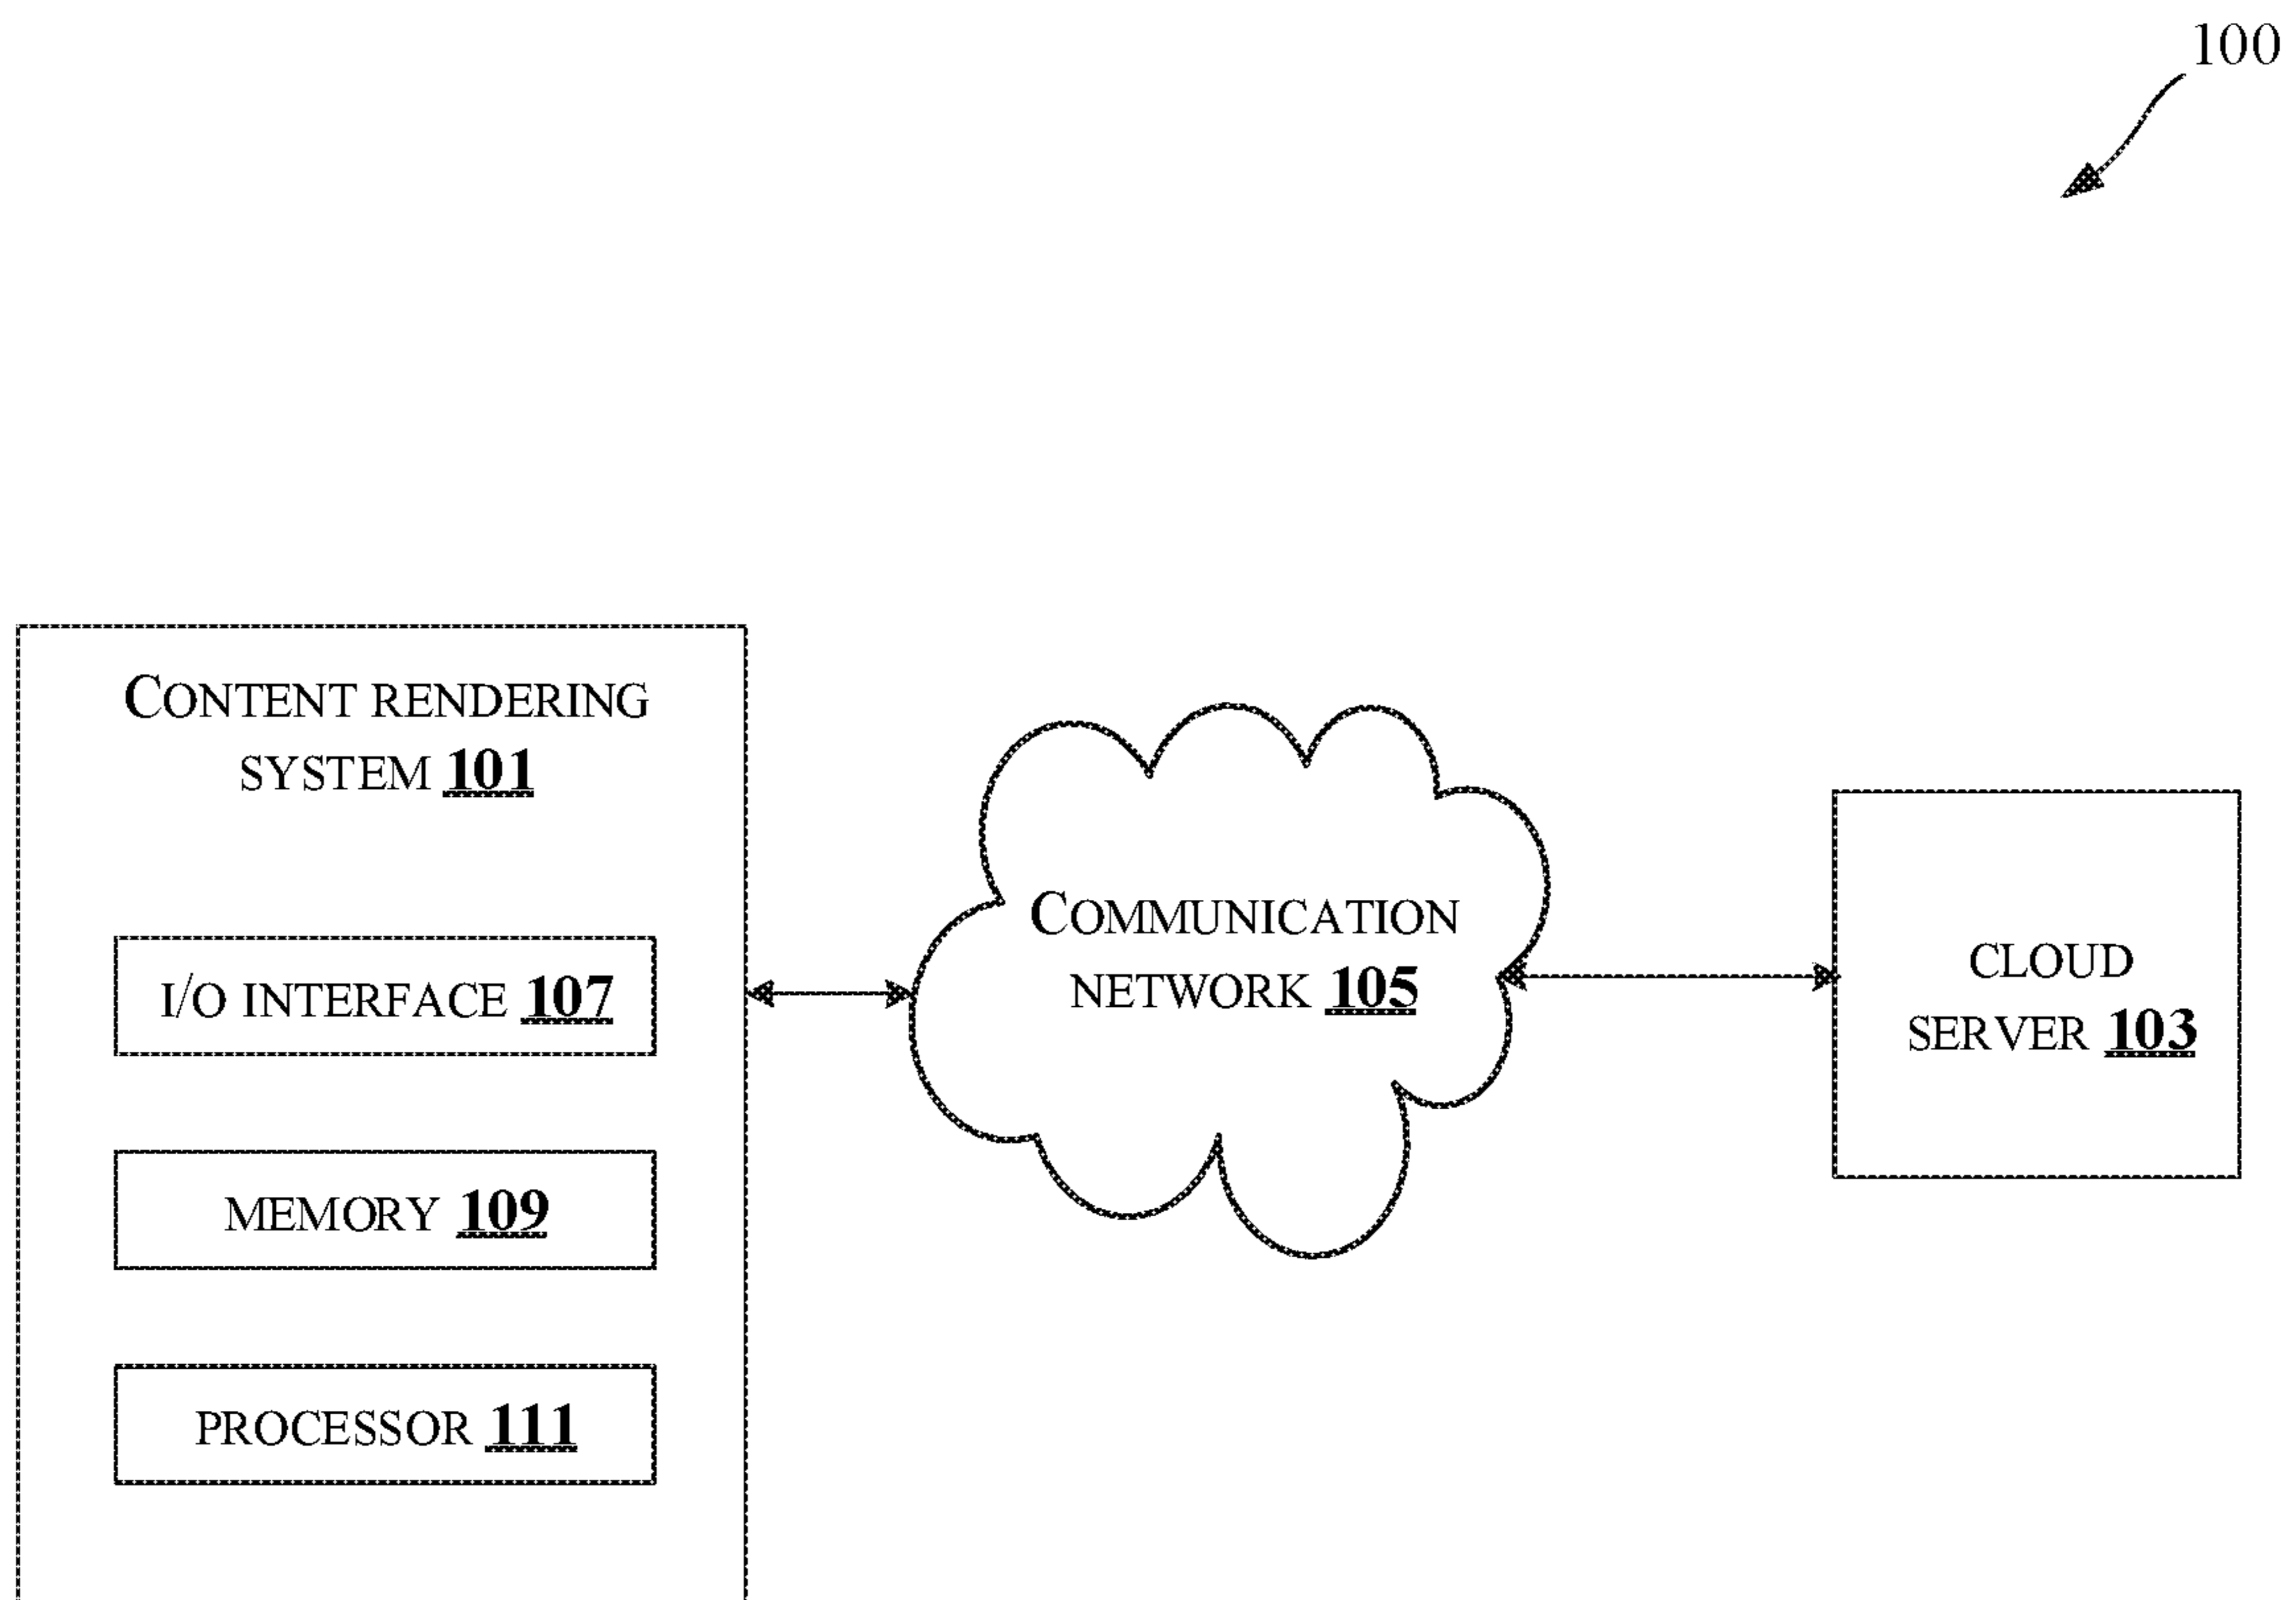 100
CONTENT RENDERING
SYSTEM 101
I/O INTERFACE 107
MEMORY 109
PROCESSOR 111
COMMUNICATION
NETWORK 105
CLOUD
SERVER 103